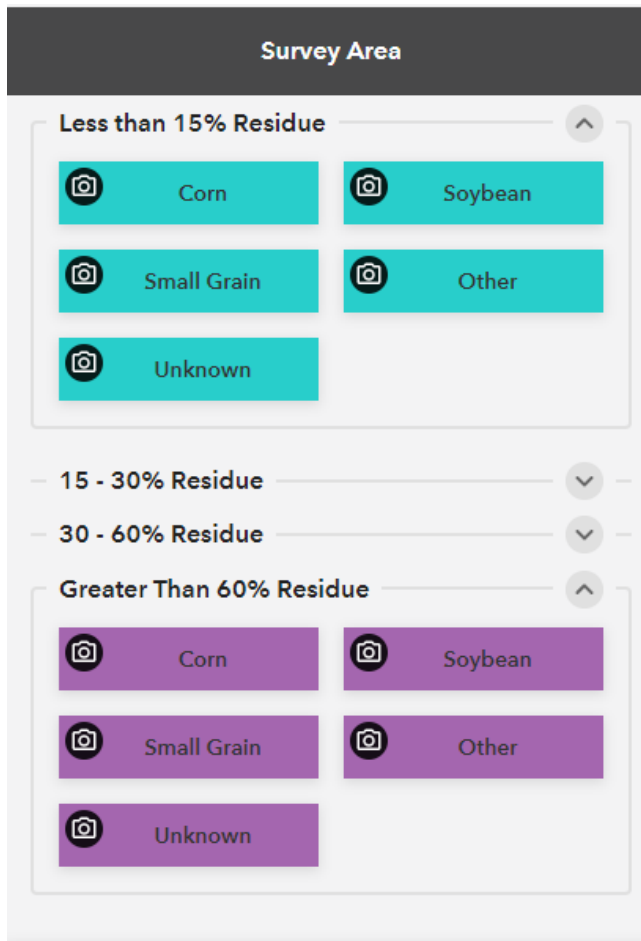 Survey Area
Less than 15% Residue
Corn
Soybean
Small Grain
Other
Unknown
15 - 30% Residue
30 - 60% Residue
Greater Than 60% Residue
Corn
Soybean
Small Grain
Other
Unknown